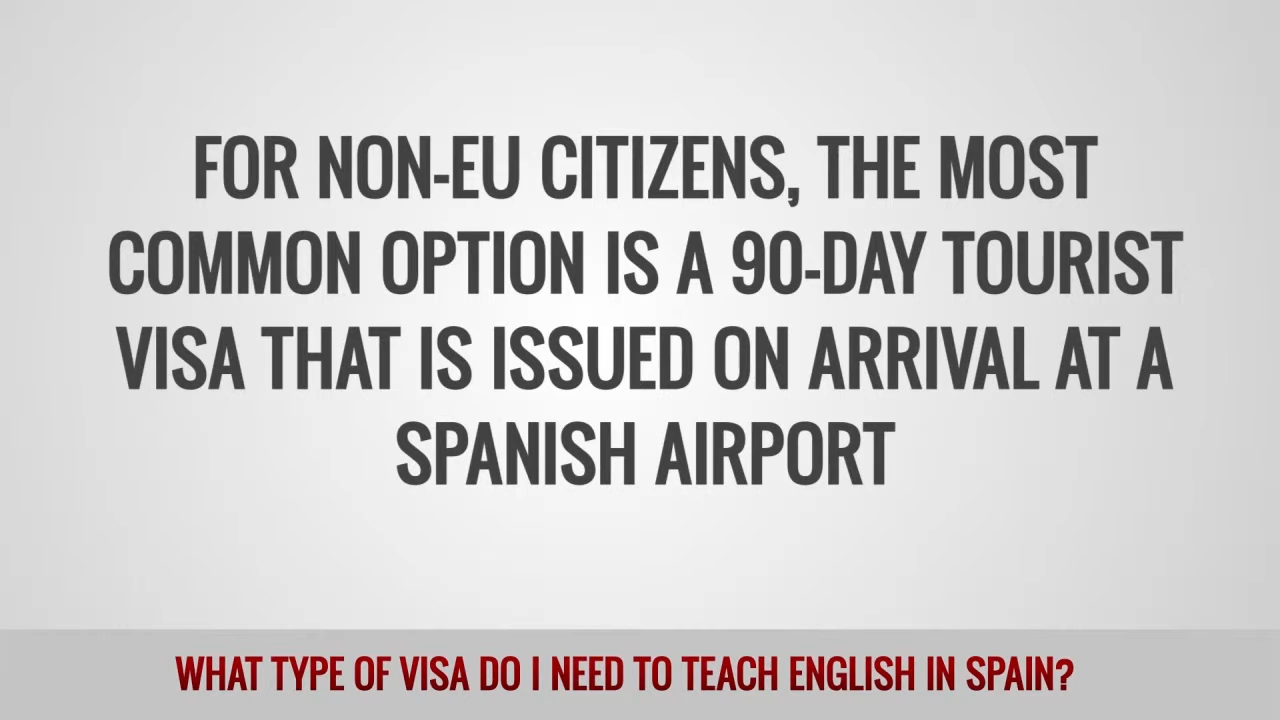 FOR NON-EU CITIZENS, THE MOST
COMMON OPTION IS A 90-DAY TOURIST
VISA THAT IS ISSUED ON ARRIVAL AT A
SPANISH AIRPORT
WHAT TYPE OF VISA DO I NEED TO TEACH ENGLISH IN SPAIN?